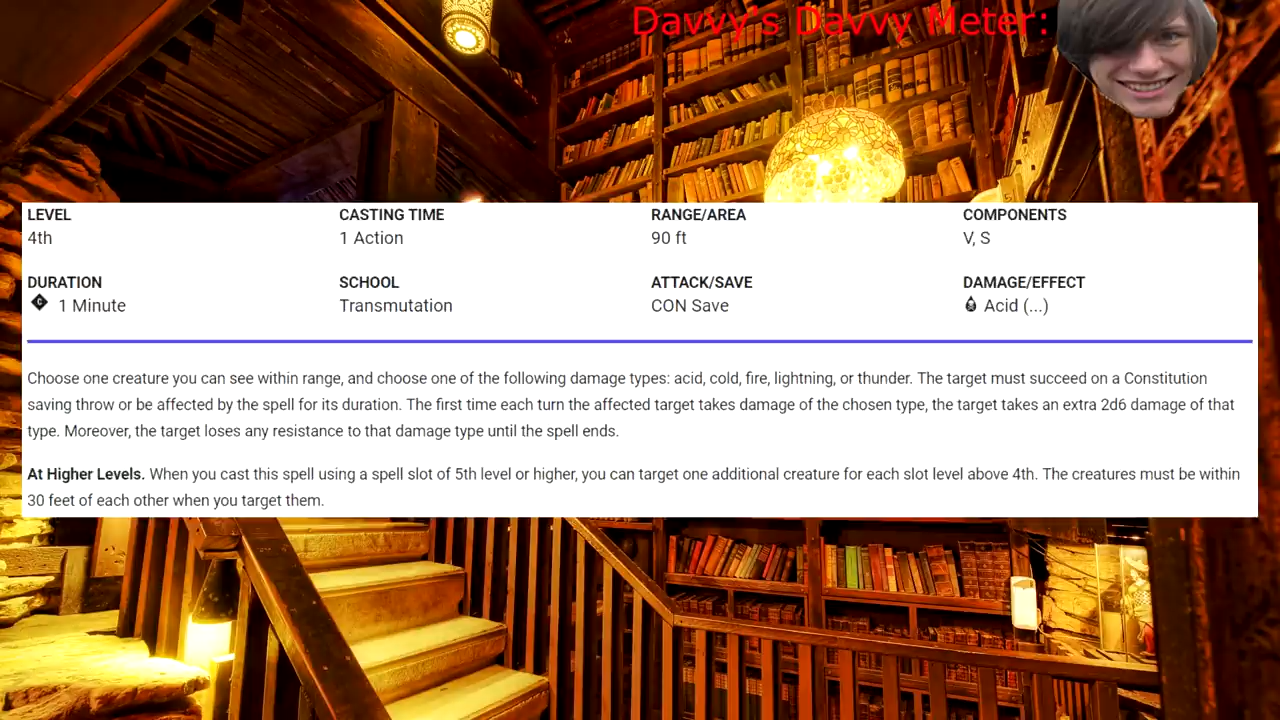 Davvy's Davvy Meter:
LEVEL CASTING TIME RANGE/AREA COMPONENTS
4th 1 Action 90 ft V, S
DURATION SCHOOL ATTACK/SAVE DAMAGE/EFFECT
C 1 Minute Transmutation CON Save Acid (...)
Choose one creature you can see within range, and choose one of the following damage types: acid, cold, fire, lightning, or thunder. The target must succeed on a Constitution
saving throw or be affected by the spell for its duration. The first time each turn the affected target takes damage of the chosen type, the target takes an extra 2d6 damage of that
type. Moreover, the target loses any resistance to that damage type until the spell ends.
At Higher Levels. When you cast this spell using a spell slot of 5th level or higher, you can target one additional creature for each slot level above 4th. The creatures must be within
30 feet of each other when you target them.